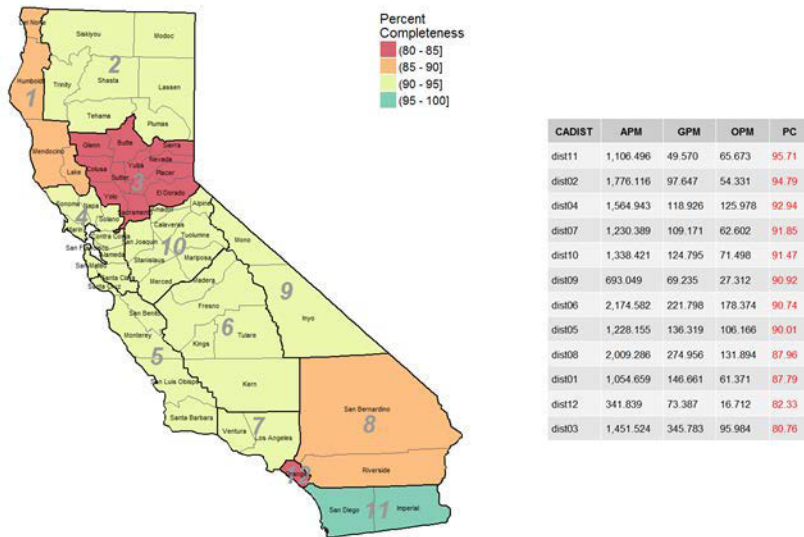 Percent
Completeness
(80 - 85]
(85 - 90]
(90 - 95]
(95 - 100]
Del Norte
Siskiyou
Modoc
2
Humboldt
Trinity
Shasta
Lassen
1
Tehama
Plumas
Mendocino
Glenn
Butte
Sierra
Lake
Colusa
Yuba
Nevada
Sutter
3
Placer
Yolo
El Dorado
Sonoma
Napa
4
Solano
Sacramento
Amador
Alpine
Marin
Contra Costa
Calaveras
Tuolumne
Mono
San Francisco
Alameda
San Joaquin
10
San Mateo
Stanislaus
Mariposa
Santa Clara
Santa Cruz
Merced
Madera
9
San Benito
Fresno
Inyo
Monterey
6
Kings
Tulare
5
San Luis Obispo
Kern
Santa Barbara
San Bernardino
7
8
Ventura
Los Angeles
12
Riverside
San Diego
11
Imperial
CADIST APM GPM OPM PC
dist11 1,106.496 49.570 65.673 95.71
dist02 1,776.116 97.647 54.331 94.79
dist04 1,564.943 118.926 125.978 92.94
dist07 1,230.389 109.171 62.602 91.85
dist10 1,338.421 124.795 71.498 91.47
dist09 693.049 69.235 27.312 90.92
dist06 2,174.582 221.798 178.374 90.74
dist05 1,228.155 136.319 106.166 90.01
dist08 2,009.286 274.956 131.894 87.96
dist01 1,054.659 146.661 61.371 87.79
dist12 341.839 73.387 16.712 82.33
dist03 1,451.524 345.783 95.984 80.76